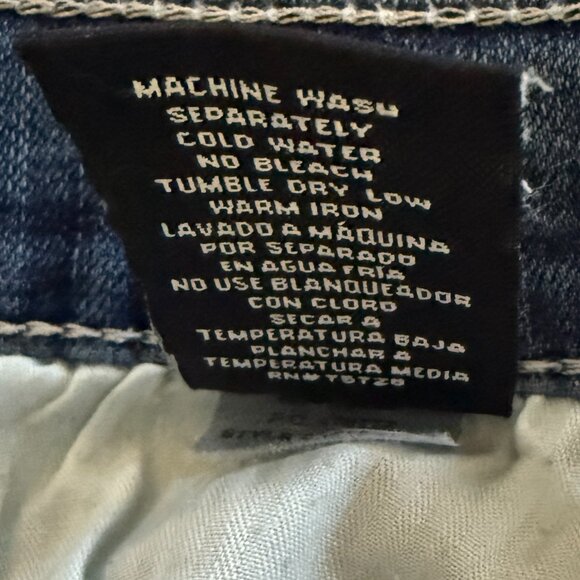 MACHINE WASH
SEPARATELY
COLD WATER
NO BLEACH
TUMBLE DRY LOW
WARM IRON
LAVADO A MÁQUINA
POR SEPARADO
EN AGUA FRÍA
NO USE BLANQUEADOR
CON CLORO
SECAR A
TEMPERATURA BAJA
PLANCHAR A
TEMPERATURA MEDIA